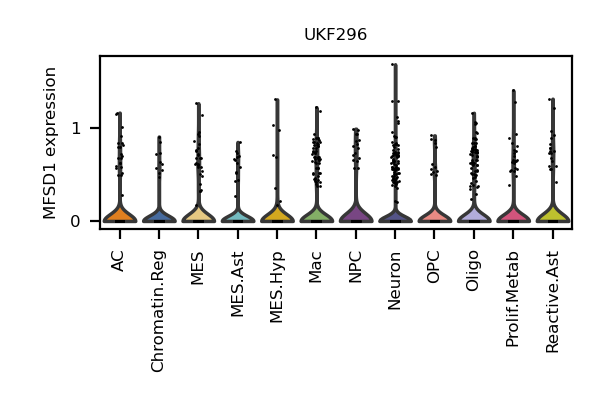 UKF296
MFSD1 expression
1
0
AC
Chromatin.Reg
MES
MES.Ast
MES.Hyp
Mac
NPC
Neuron
OPC
Oligo
Prolif.Metab
Reactive.Ast